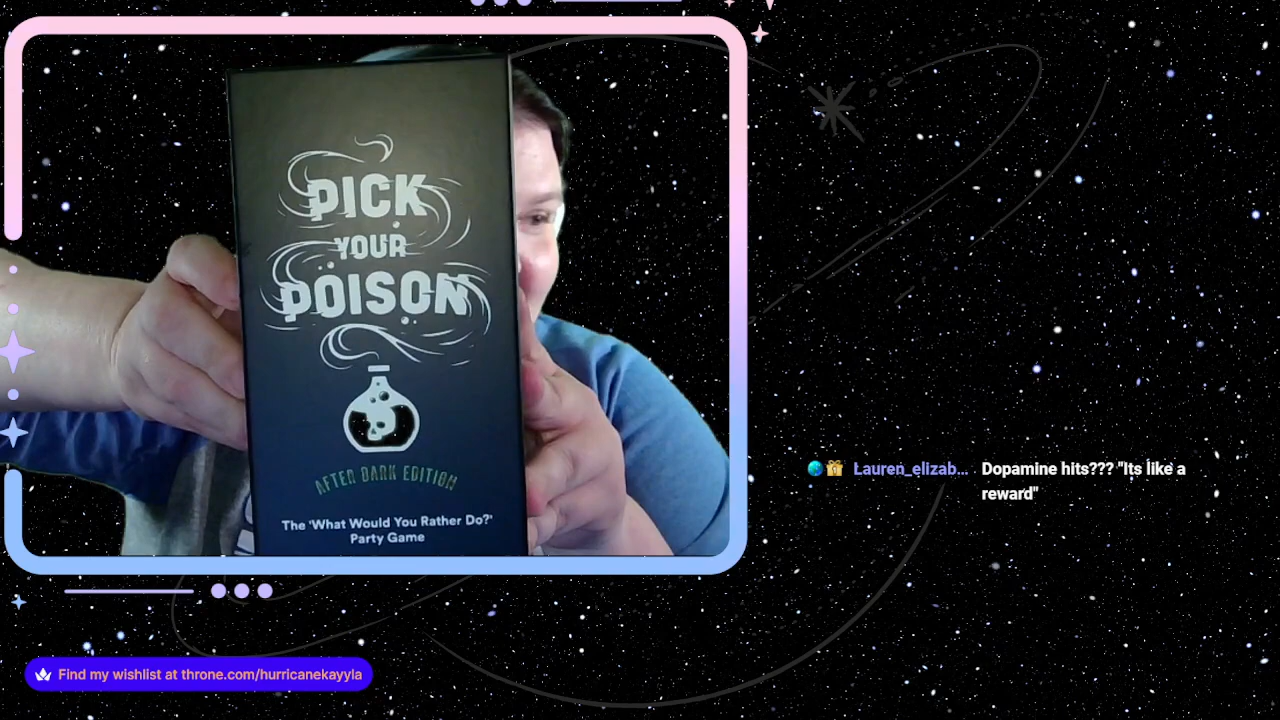 PICK
YOUR
POISON
AFTER DARK EDITION
The 'What Would You Rather Do?'
Party Game
Lauren_elizab... Dopamine hits??? "Its like a
reward"
Find my wishlist at throne.com/hurricanekayyla